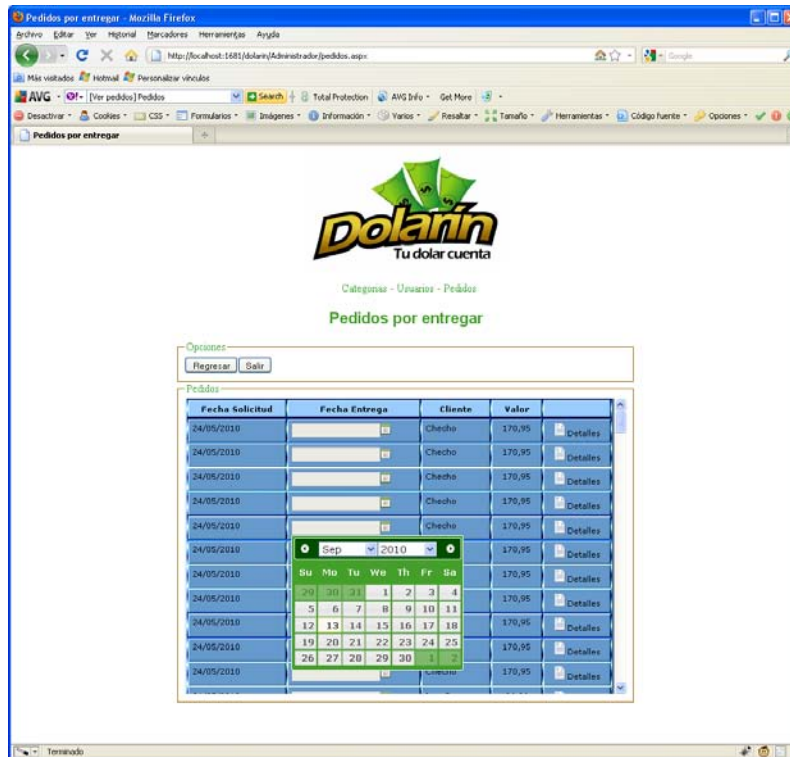 Pedidos por entregar - Mozilla Firefox
Archivo Editar Ver Historial Marcadores Herramientas Ayuda
http://localhost:1681/dolarin/Administrador/pedidos.aspx Google
Más visitados Hotmail Personalizar vínculos
AVG [Ver pedidos] Pedidos Search Total Protection AVG Info Get More
Desactivar Cookies CSS Formularios Imágenes Información Varios Resaltar Tamaño Herramientas Código fuente Opciones
Pedidos por entregar
Dolarín
Tu dolar cuenta
Categorias - Usuarios - Pedidos
Pedidos por entregar
Opciones
Regresar Salir
Pedidos
Fecha Solicitud Fecha Entrega Cliente Valor
24/05/2010 Checho 170,95 Detalles
24/05/2010 Checho 170,95 Detalles
24/05/2010 Checho 170,95 Detalles
24/05/2010 Checho 170,95 Detalles
24/05/2010 Checho 170,95 Detalles
24/05/2010 Sep 2010 170,95 Detalles
24/05/2010 Su Mo Tu We Th Fr Sa 170,95 Detalles
24/05/2010 29 30 31 1 2 3 4 170,95 Detalles
5 6 7 8 9 10 11
24/05/2010 12 13 14 15 16 17 18 170,95 Detalles
24/05/2010 19 20 21 22 23 24 25 170,95 Detalles
26 27 28 29 30 1 2
24/05/2010 Checho 170,95 Detalles
Terminado